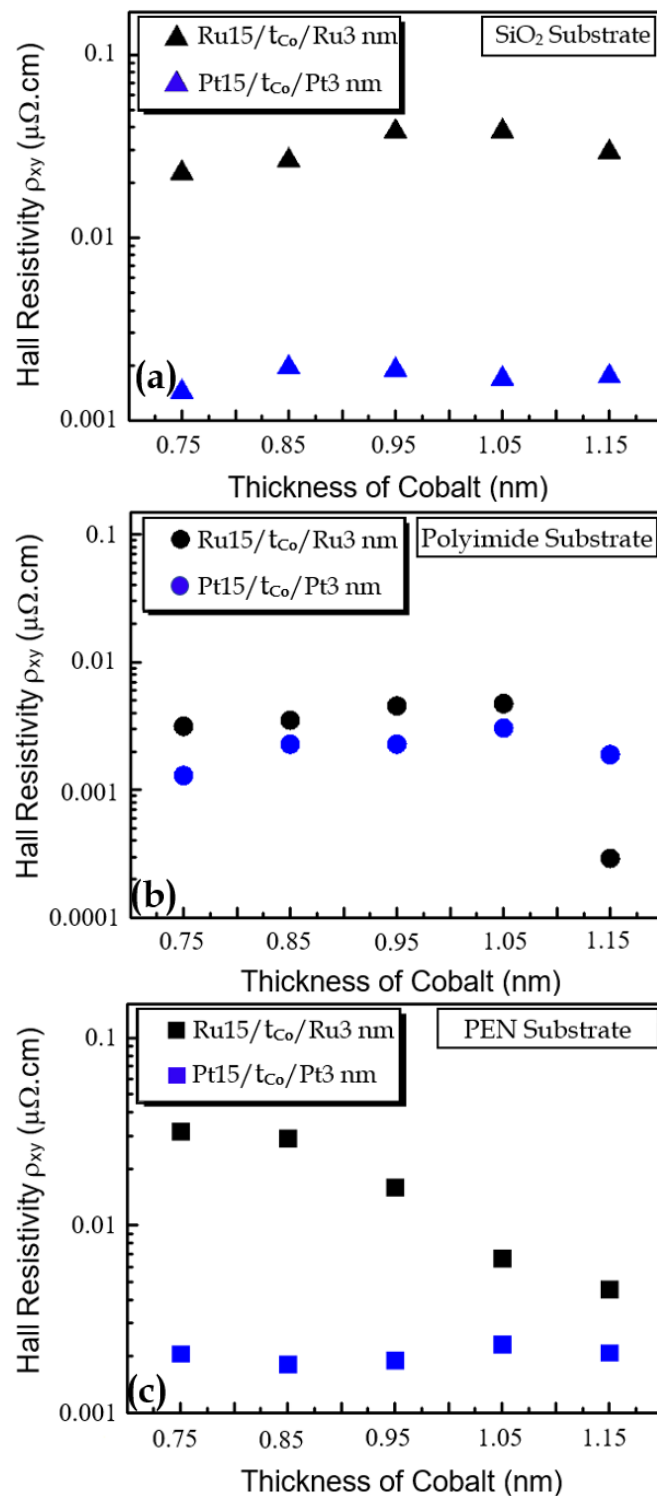 Hall Resistivity ρxy (μΩ.cm)
0.1
0.01
0.001
Ru15/tCo/Ru3 nm
Pt15/tCo/Pt3 nm
SiO₂ Substrate
(a)
0.75 0.85 0.95 1.05 1.15
Thickness of Cobalt (nm)
Hall Resistivity ρxy (μΩ.cm)
0.1
0.01
0.001
0.0001
Ru15/tCo/Ru3 nm
Pt15/tCo/Pt3 nm
Polyimide Substrate
(b)
0.75 0.85 0.95 1.05 1.15
Thickness of Cobalt (nm)
Hall Resistivity ρxy (μΩ.cm)
0.1
0.01
0.001
Ru15/tCo/Ru3 nm
Pt15/tCo/Pt3 nm
PEN Substrate
(c)
0.75 0.85 0.95 1.05 1.15
Thickness of Cobalt (nm)